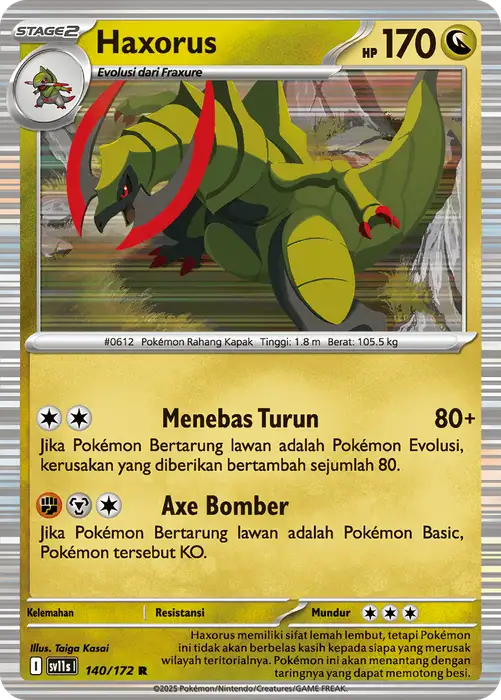 STAGE2
Haxorus
HP 170
Evolusi dari Fraxure
#0612 Pokémon Rahang Kapak Tinggi: 1.8 m Berat: 105.5 kg
Menebas Turun 80+
Jika Pokémon Bertarung lawan adalah Pokémon Evolusi,
kerusakan yang diberikan bertambah sejumlah 80.
Axe Bomber
Jika Pokémon Bertarung lawan adalah Pokémon Basic,
Pokémon tersebut KO.
Kelemahan Resistansi Mundur
Illus. Taiga Kasai
I sv11s I 140/172 R
Haxorus memiliki sifat lemah lembut, tetapi Pokémon
ini tidak akan berbelas kasih kepada siapa yang merusak
wilayah teritorialnya. Pokémon ini akan menantang dengan
taringnya yang dapat memotong besi.
©2025 Pokémon/Nintendo/Creatures/GAME FREAK.